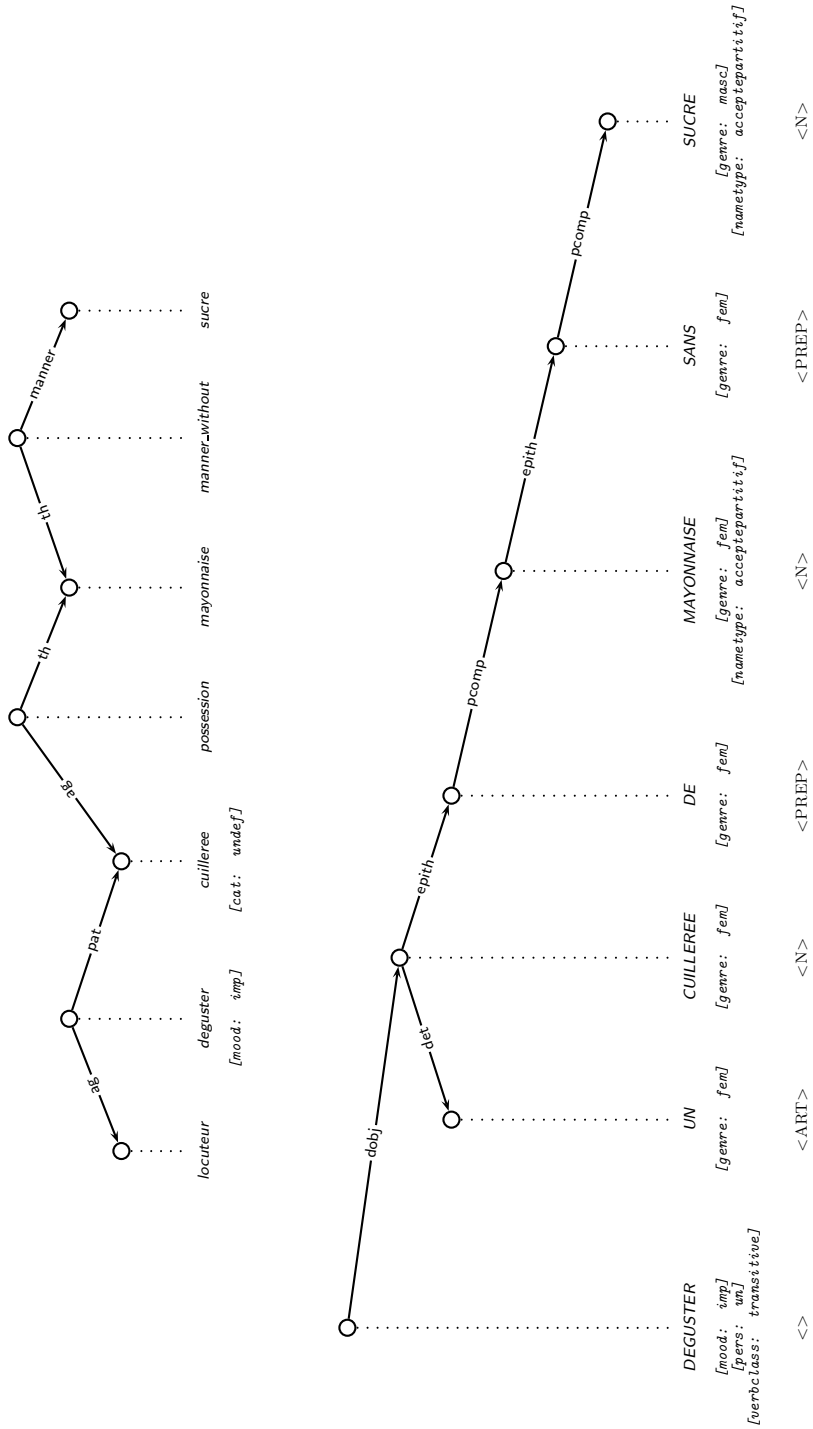 ag
pat
ag
th
th
manner
locuteur
deguster
cuilleree
possession
mayonnaise
manner_without
sucre
[mood: imp]
[cat: undef]
dobj
det
epith
pcomp
epith
pcomp
DEGUSTER
UN
CUILLEREE
DE
MAYONNAISE
SANS
SUCRE
[mood: imp]
[pers: un]
[verbclass: transitive]
[genre: fem]
[genre: fem]
[genre: fem]
[genre: fem]
[nametype: acceptepartitif]
[genre: fem]
[genre: masc]
[nametype: acceptepartitif]
<>
<ART>
<N>
<PREP>
<N>
<PREP>
<N>